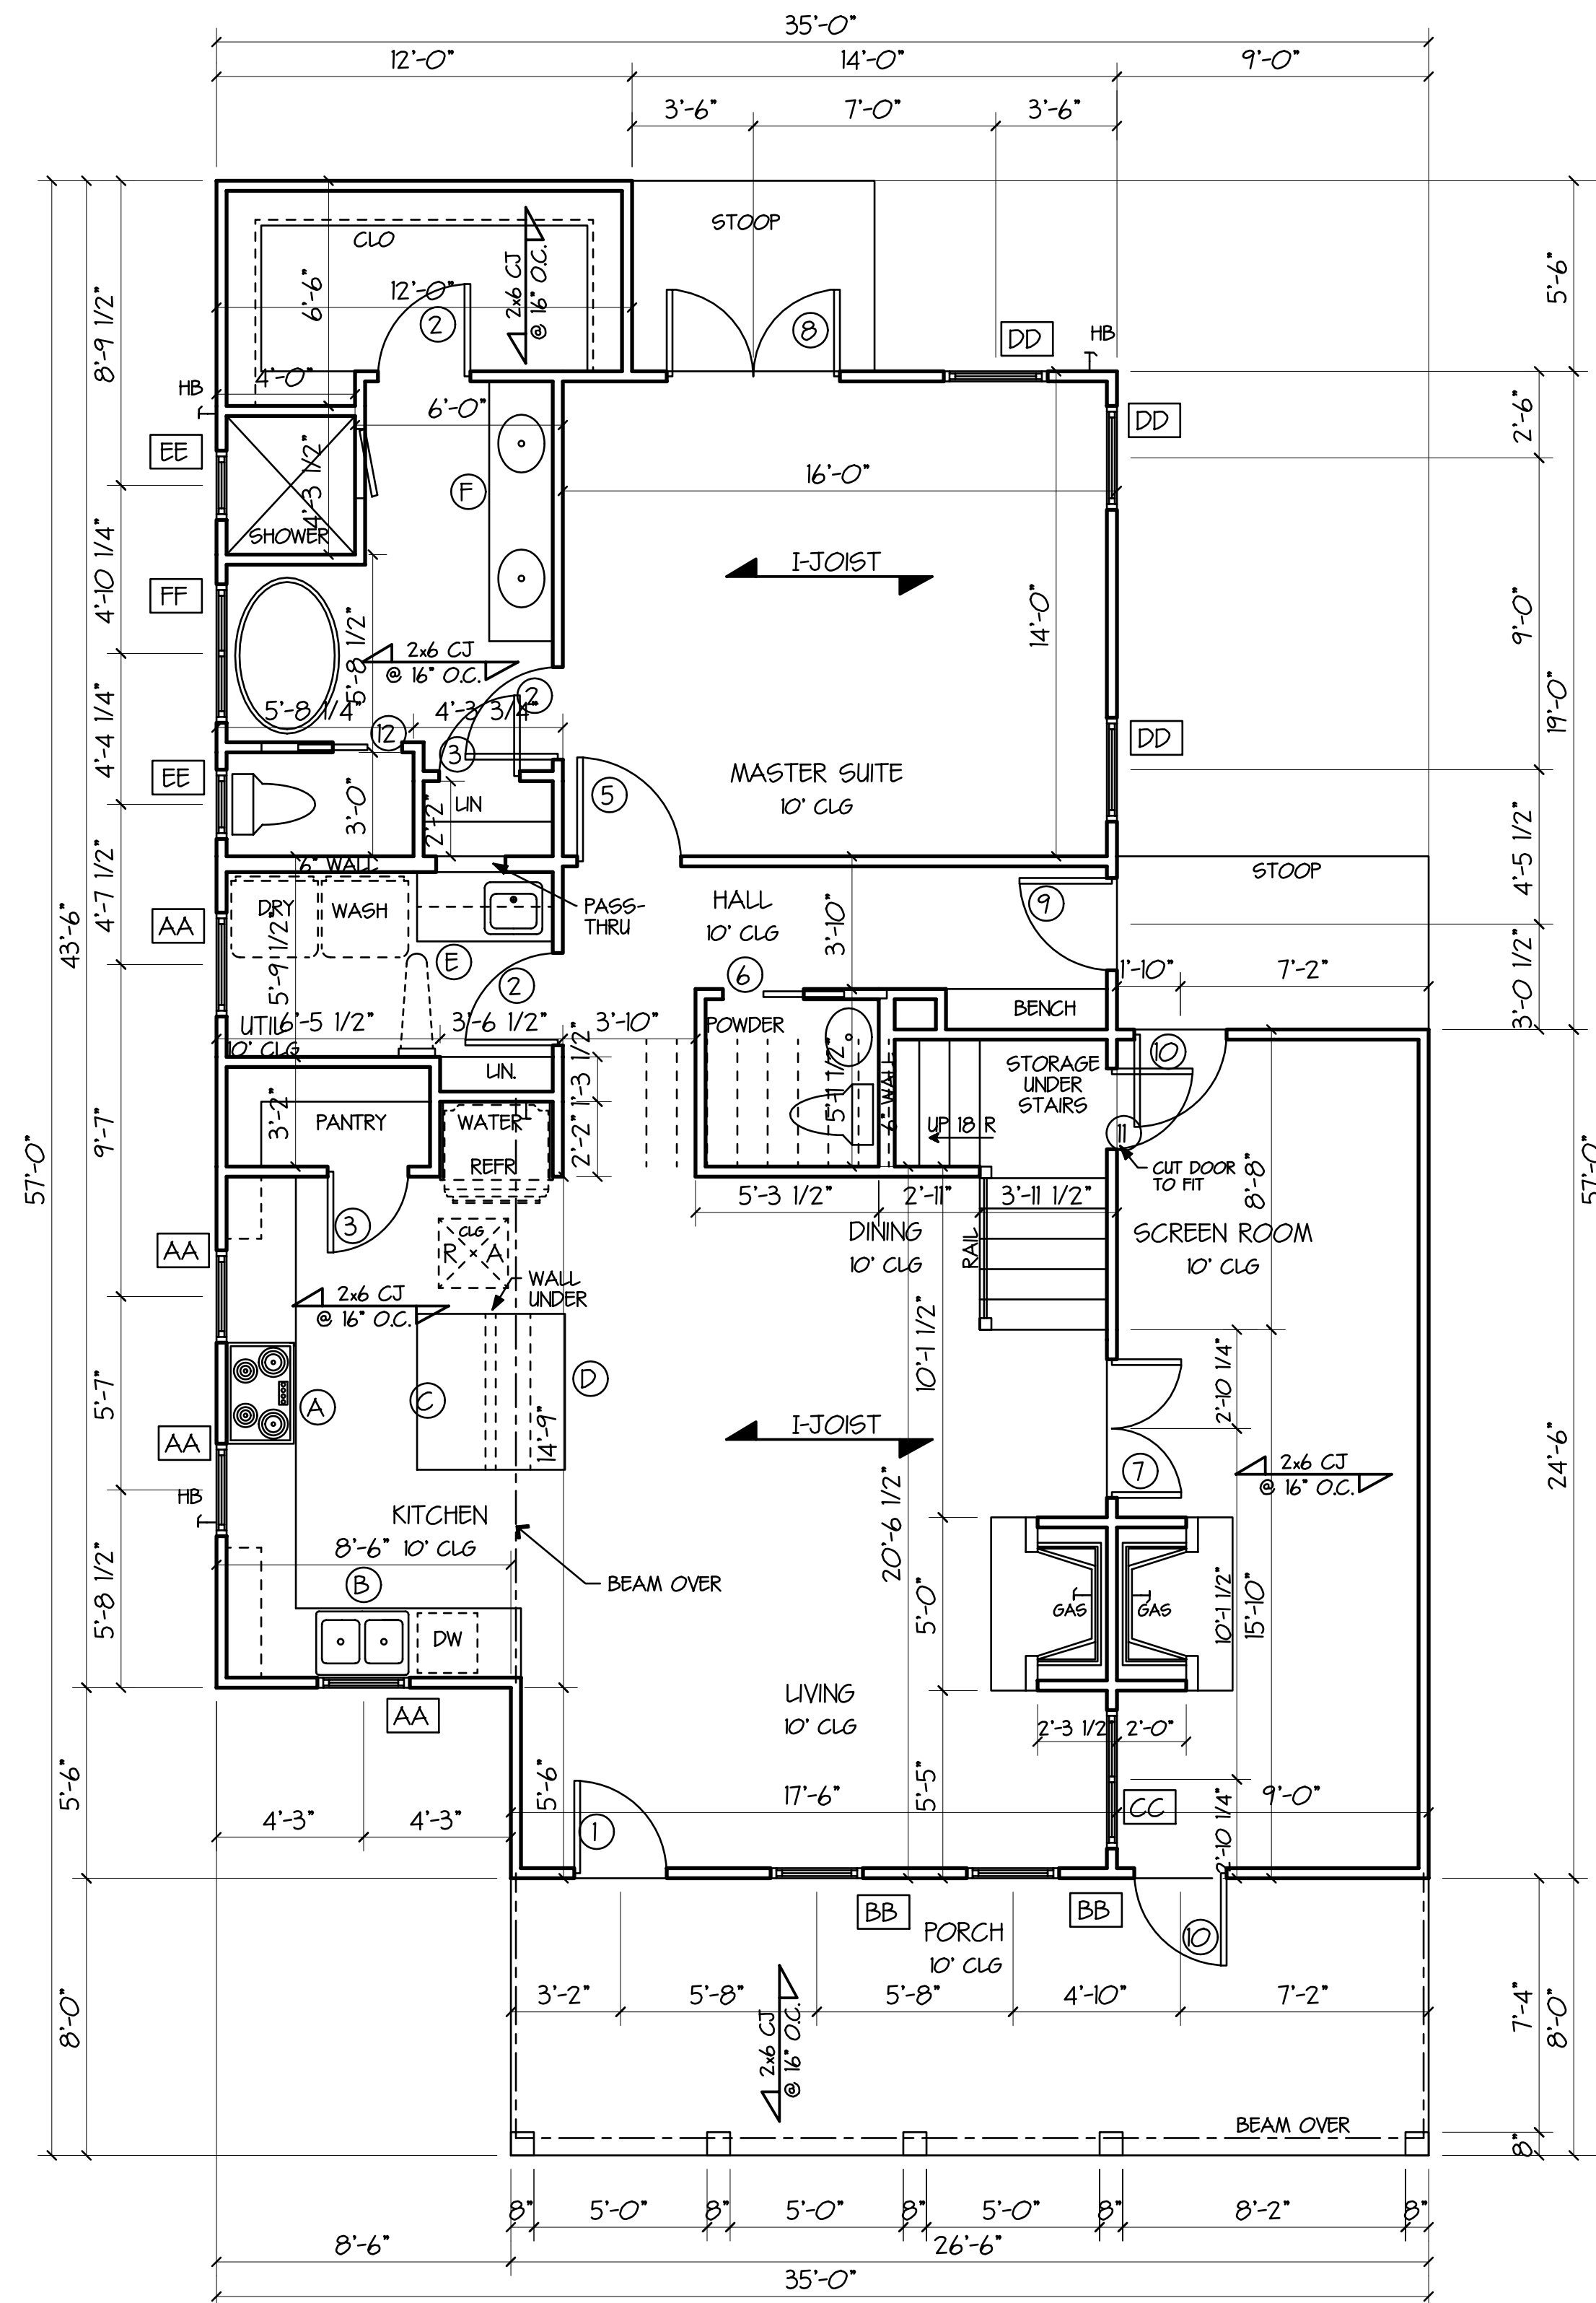 35'-0"
12'-0" 14'-0" 9'-0"
3'-6" 7'-0" 3'-6"
STOOP
CLO
2x6 CJ
@ 16" O.C.
6'-6"
12'-0"
2
8
DD
HB
5'-6"
8'-9 1/2"
4'-0"
HB
6'-0"
DD
2'-6"
EE
4'-3 1/2"
F
16'-0"
SHOWER
I-JOIST
4'-10 1/4"
FF
14'-0"
9'-0"
5'-8 1/2"
2x6 CJ
@ 16" O.C.
2
19'-0"
5'-8 1/4" 4'-3 3/4"
12
3
4'-4 1/4"
DD
EE
MASTER SUITE
10' CLG
5
3'-0"
LIN
2'-2"
4'-5 1/2"
6" WALL
STOOP
4'-7 1/2"
43'-6"
DRY
WASH
AA
PASS-
THRU
HALL
10' CLG
3'-10"
9
5'-9 1/2"
E
2
6
1'-10" 7'-2"
3'-0 1/2"
UTIL
10' CLG
6'-5 1/2" 3'-6 1/2" 3'-10"
POWDER
BENCH
LIN.
1'-3 1/2"
5'-1 1/2"
6" WALL
STORAGE
UNDER
STAIRS
10
3'-2"
PANTRY
WATER
REFR
2'-2"
UP 18 R
11
CUT DOOR
TO FIT
9'-7"
57'-0"
57'-0"
5'-3 1/2" 2'-11" 3'-11 1/2"
8'-8"
3
CLG
R A
DINING
10' CLG
RAIL
SCREEN ROOM
10' CLG
AA
WALL
UNDER
2x6 CJ
@ 16" O.C.
10'-1 1/2"
D
C
A
5'-7"
2'-10 1/4"
AA
14'-9"
I-JOIST
7
2x6 CJ
@ 16" O.C.
24'-6"
HB
KITCHEN
8'-6" 10' CLG
20'-6 1/2"
B
BEAM OVER
5'-8 1/2"
5'-0"
GAS GAS
10'-1 1/2"
15'-10"
DW
LIVING
10' CLG
AA
2'-3 1/2" 2'-0"
5'-6"
5'-6"
5'-5"
17'-6"
CC
9'-0"
4'-3" 4'-3"
1
2'-10 1/4"
BB
BB
PORCH
10' CLG
10
3'-2" 5'-8" 5'-8" 4'-10" 7'-2"
8'-0"
2x6 CJ
@ 16" O.C.
7'-4"
8'-0"
BEAM OVER
8"
8" 5'-0" 8" 5'-0" 8" 5'-0" 8" 8'-2" 8"
8'-6" 26'-6"
35'-0"